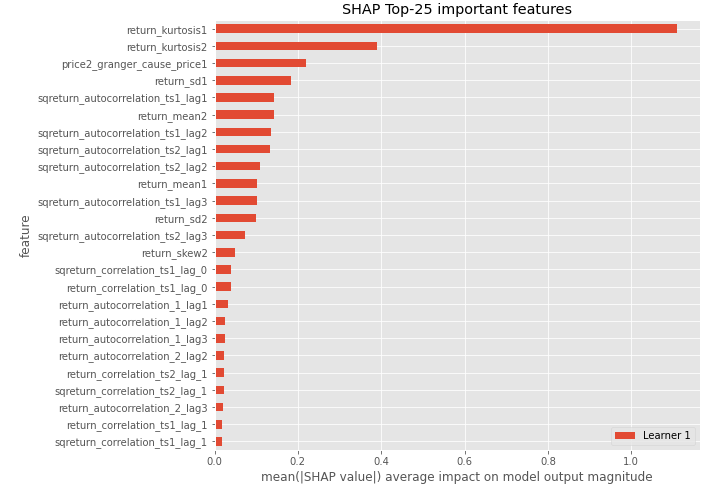 SHAP Top-25 important features
return_kurtosis1
return_kurtosis2
price2_granger_cause_price1
return_sd1
sqreturn_autocorrelation_ts1_lag1
return_mean2
sqreturn_autocorrelation_ts1_lag2
sqreturn_autocorrelation_ts2_lag1
sqreturn_autocorrelation_ts2_lag2
return_mean1
sqreturn_autocorrelation_ts1_lag3
return_sd2
sqreturn_autocorrelation_ts2_lag3
return_skew2
sqreturn_correlation_ts1_lag_0
return_correlation_ts1_lag_0
return_autocorrelation_1_lag1
return_autocorrelation_1_lag2
return_autocorrelation_1_lag3
return_autocorrelation_2_lag2
return_correlation_ts2_lag_1
sqreturn_correlation_ts2_lag_1
return_autocorrelation_2_lag3
return_correlation_ts1_lag_1
sqreturn_correlation_ts1_lag_1
feature
Learner 1
0.0 0.2 0.4 0.6 0.8 1.0
mean(|SHAP value|) average impact on model output magnitude